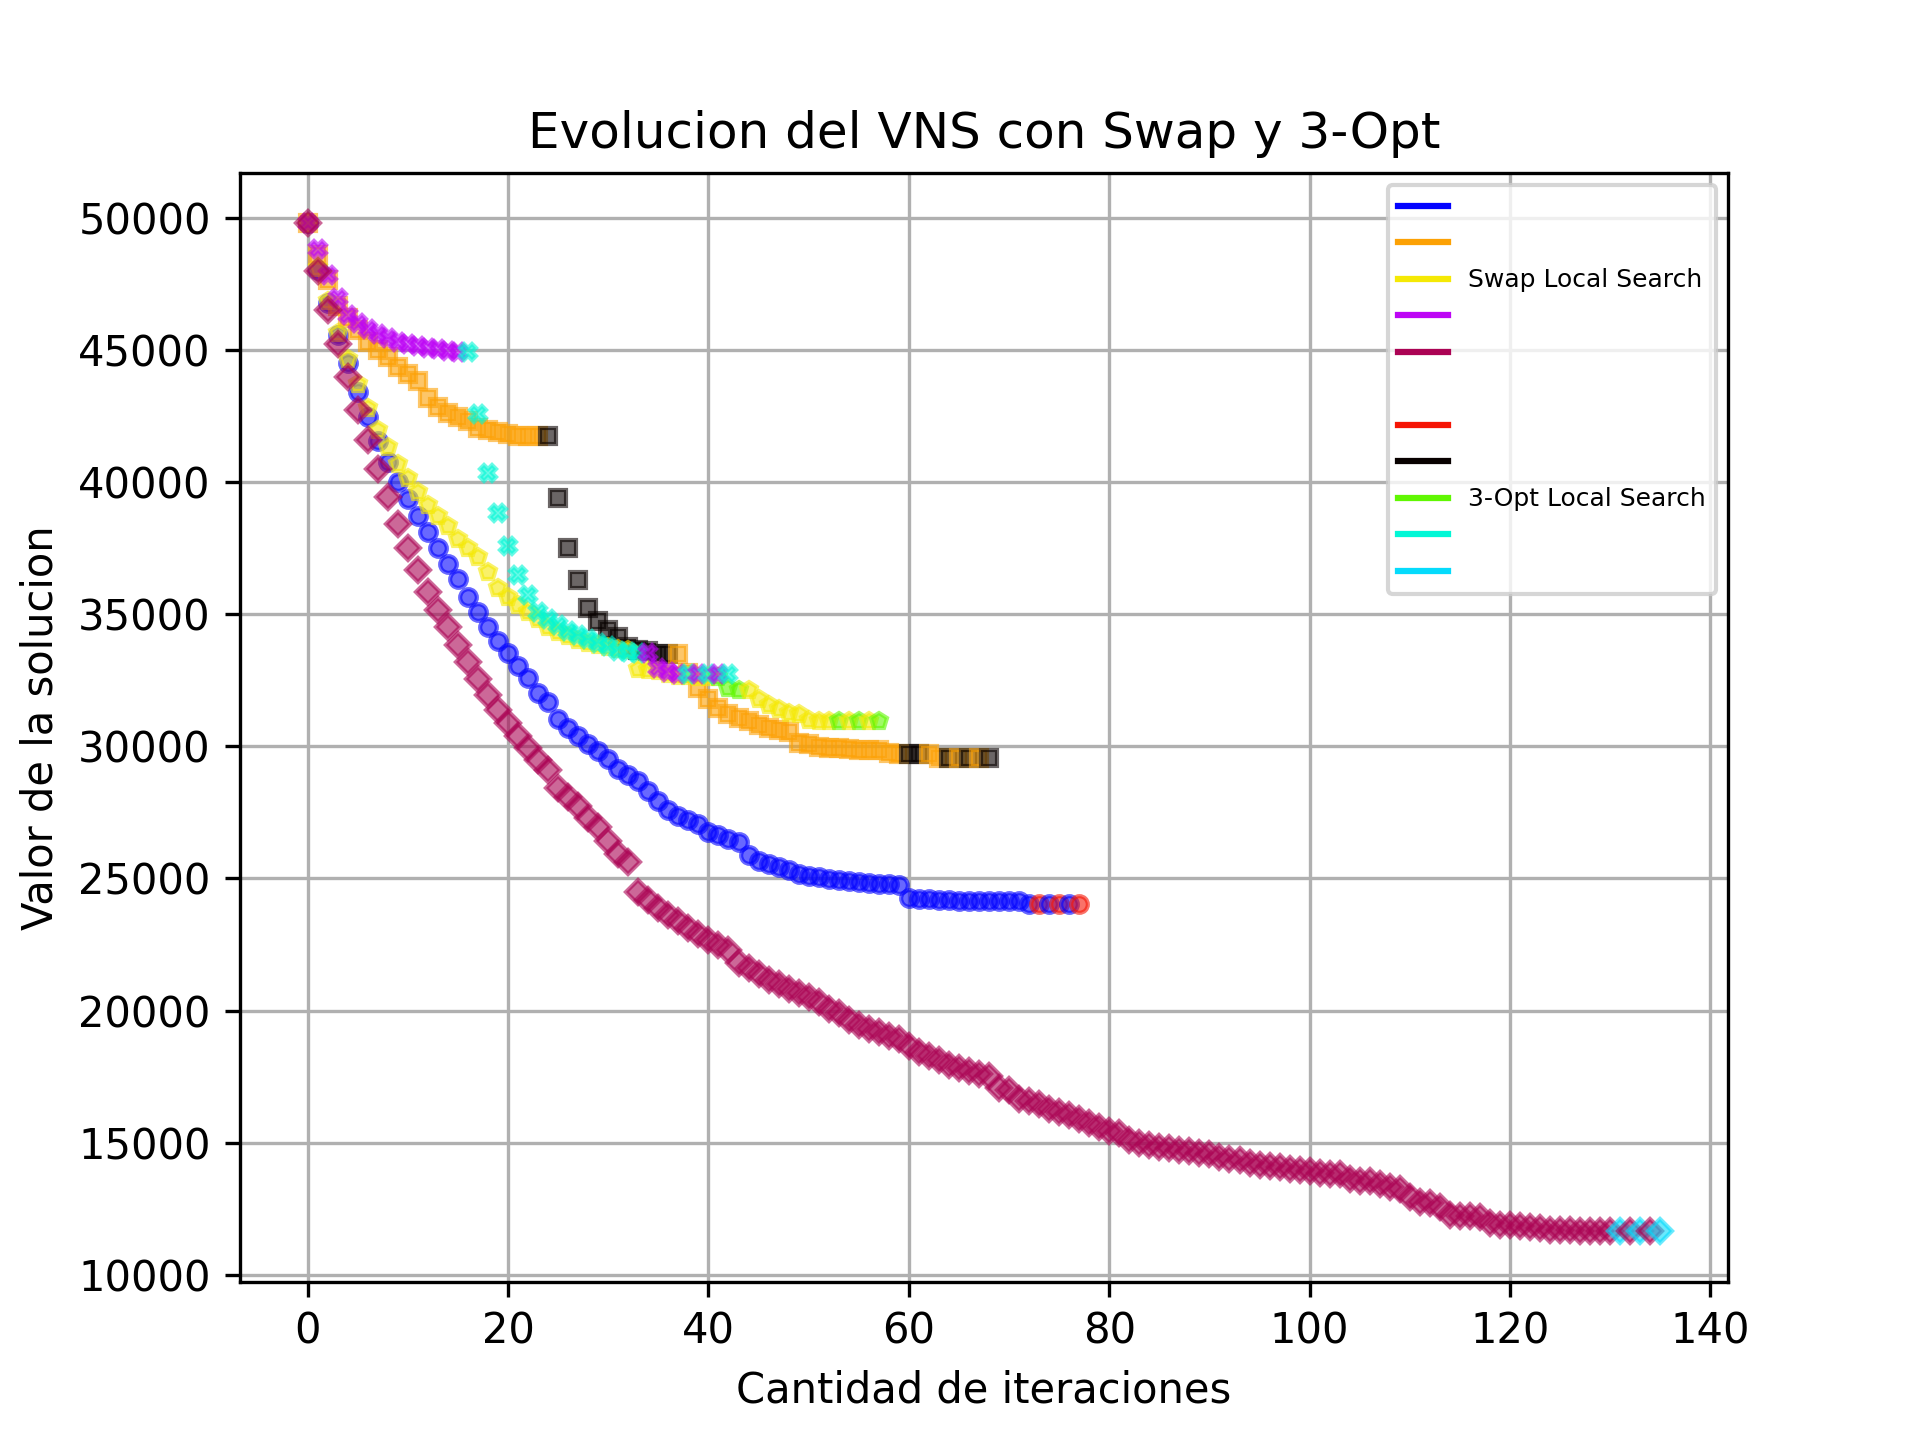 Evolucion del VNS con Swap y 3-Opt
50000
45000
40000
35000
30000
25000
20000
15000
10000
Valor de la solucion
Swap Local Search
3-Opt Local Search
0 20 40 60 80 100 120 140
Cantidad de iteraciones